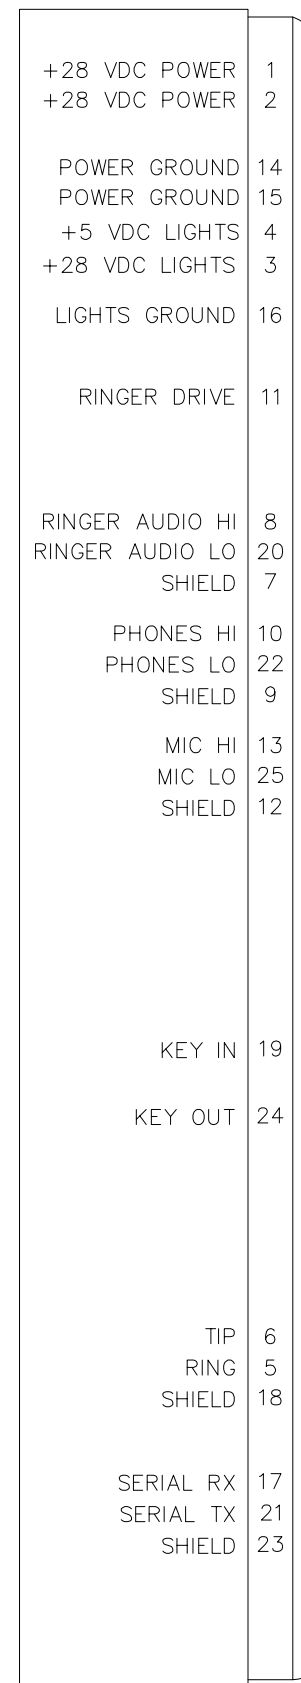 +28 VDC POWER 1
+28 VDC POWER 2
POWER GROUND 14
POWER GROUND 15
+5 VDC LIGHTS 4
+28 VDC LIGHTS 3
LIGHTS GROUND 16
RINGER DRIVE 11
RINGER AUDIO HI 8
RINGER AUDIO LO 20
SHIELD 7
PHONES HI 10
PHONES LO 22
SHIELD 9
MIC HI 13
MIC LO 25
SHIELD 12
KEY IN 19
KEY OUT 24
TIP 6
RING 5
SHIELD 18
SERIAL RX 17
SERIAL TX 21
SHIELD 23